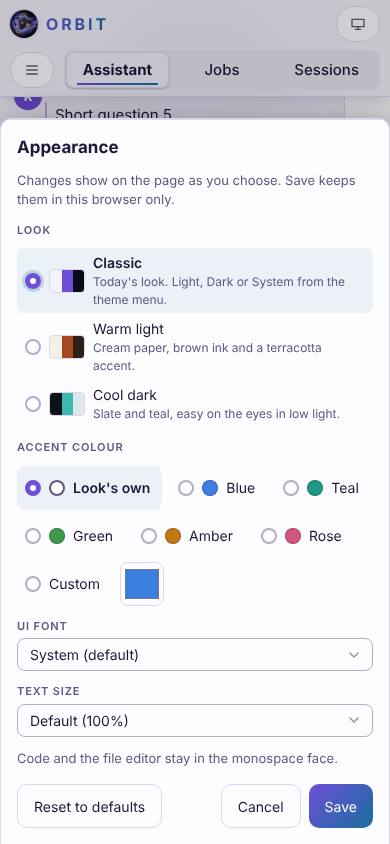 ORBIT
Assistant
Jobs
Sessions
Short question 5
Appearance
Changes show on the page as you choose. Save keeps
them in this browser only.
LOOK
Classic
Today's look. Light, Dark or System from the
theme menu.
Warm light
Cream paper, brown ink and a terracotta
accent.
Cool dark
Slate and teal, easy on the eyes in low light.
ACCENT COLOUR
Look's own
Blue
Teal
Green
Amber
Rose
Custom
UI FONT
System (default)
TEXT SIZE
Default (100%)
Code and the file editor stay in the monospace face.
Reset to defaults
Cancel
Save